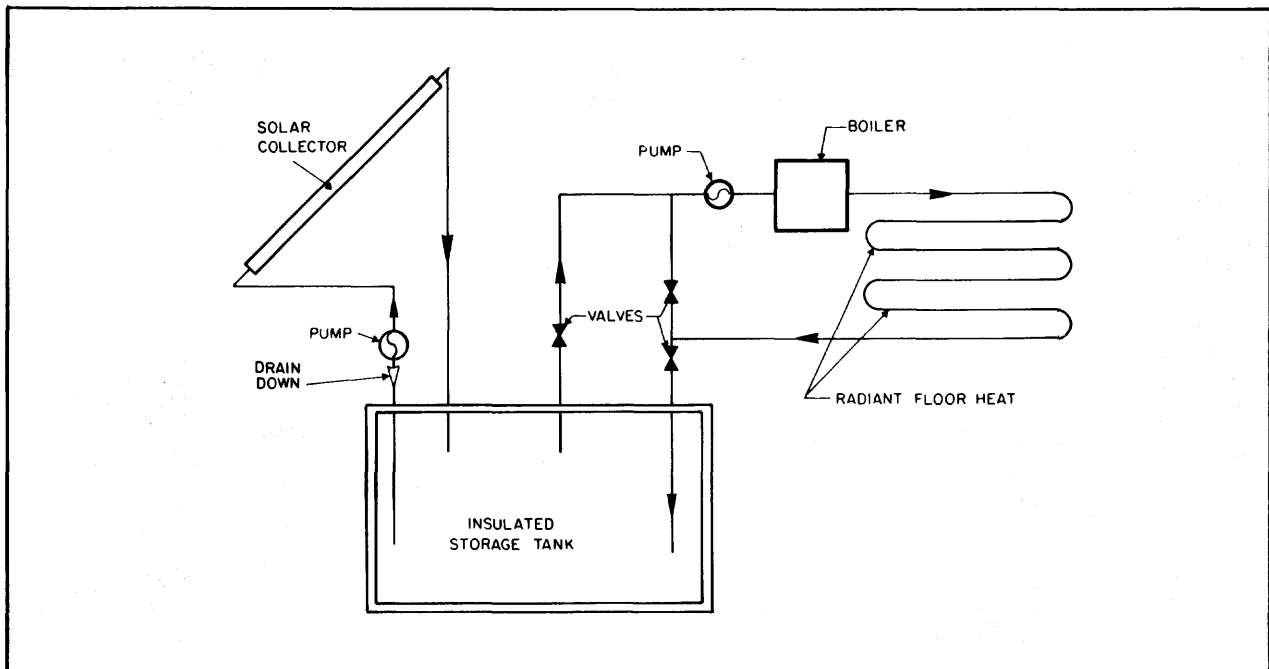 SOLAR
COLLECTOR
BOILER
PUMP
PUMP
VALVES
DRAIN
DOWN
RADIANT FLOOR HEAT
INSULATED
STORAGE TANK